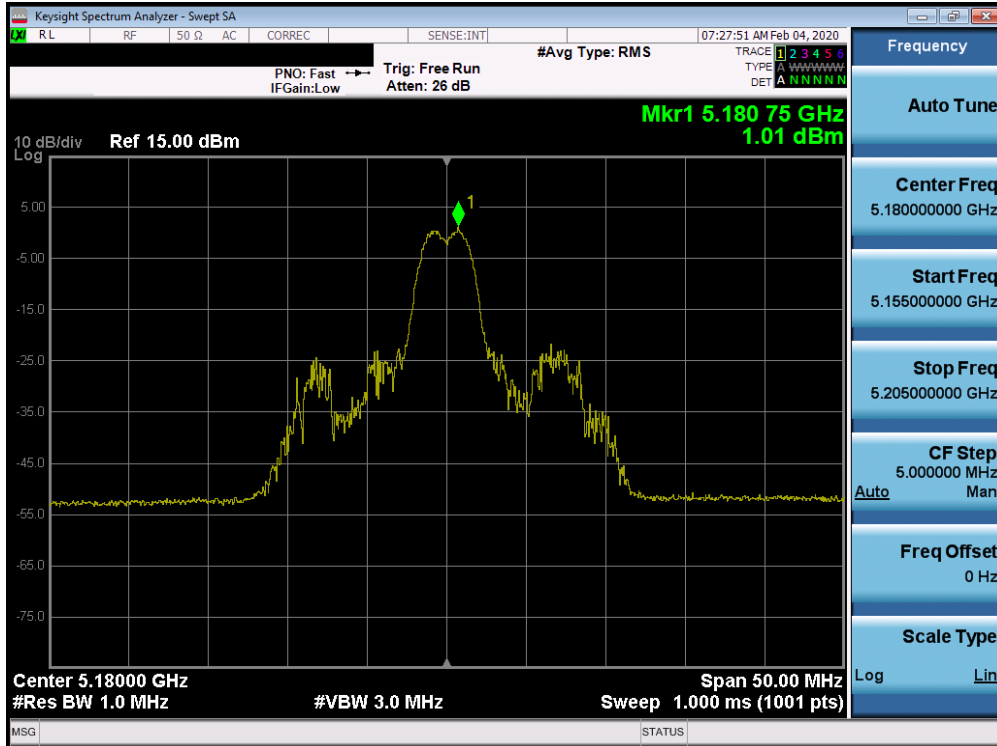 Keysight Spectrum Analyzer - Swept SA
LXI RL RF 50 Ω AC CORREC SENSE:INT 07:27:51 AM Feb 04, 2020
#Avg Type: RMS TRACE 1 2 3 4 5 6
PNO: Fast Trig: Free Run TYPE A WWWWW
IFGain:Low Atten: 26 dB DET A N N N N N
Mkr1 5.180 75 GHz
1.01 dBm
10 dB/div Ref 15.00 dBm
Log
1
5.00
-5.00
-15.0
-25.0
-35.0
-45.0
-55.0
-65.0
-75.0
Center 5.18000 GHz Span 50.00 MHz
#Res BW 1.0 MHz #VBW 3.0 MHz Sweep 1.000 ms (1001 pts)
MSG STATUS
Frequency
Auto Tune
Center Freq
5.180000000 GHz
Start Freq
5.155000000 GHz
Stop Freq
5.205000000 GHz
CF Step
5.000000 MHz
Auto Man
Freq Offset
0 Hz
Scale Type
Log Lin